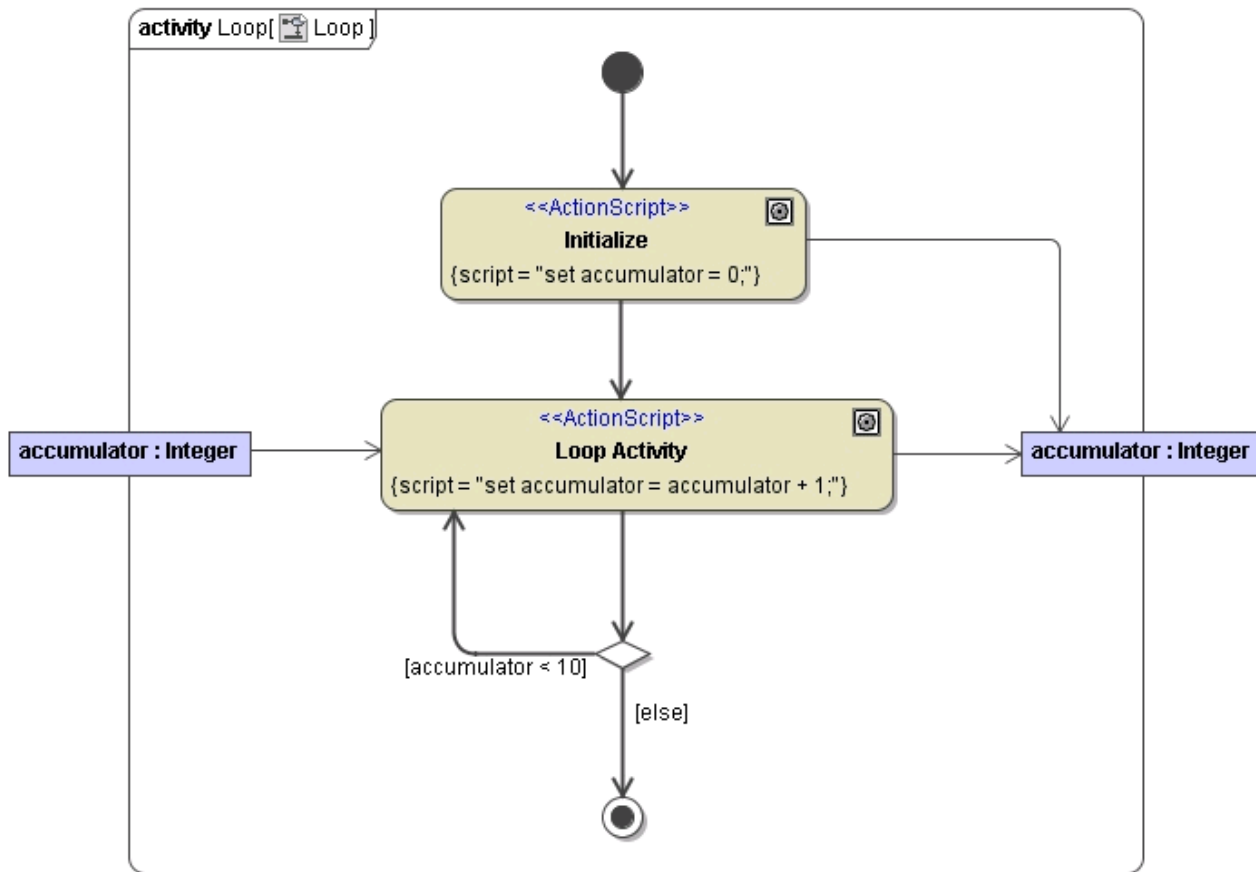 activity Loop[ Loop ]
<<ActionScript>>
Initialize
{script = "set accumulator = 0;"}
<<ActionScript>>
Loop Activity
{script = "set accumulator = accumulator + 1;"}
accumulator : Integer
accumulator : Integer
[accumulator < 10]
[else]